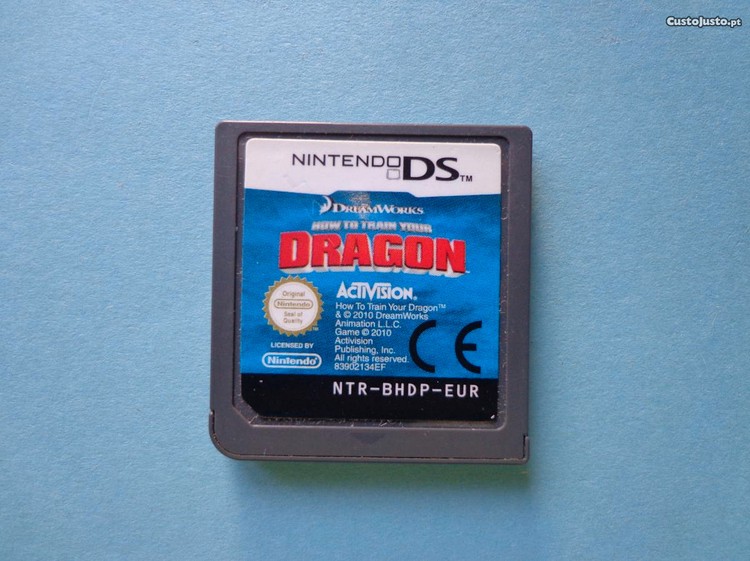 CustoJusto.pt
NINTENDO DS™
DREAMWORKS
HOW TO TRAIN YOUR
DRAGON™
ACTIVISION®
Original
Nintendo
Seal of
Quality
How To Train Your Dragon™
& © 2010 DreamWorks
Animation L.L.C.
Game © 2010
Activision
Publishing, Inc.
All rights reserved.
83902134EF
CE
LICENSED BY
Nintendo®
NTR-BHDP-EUR